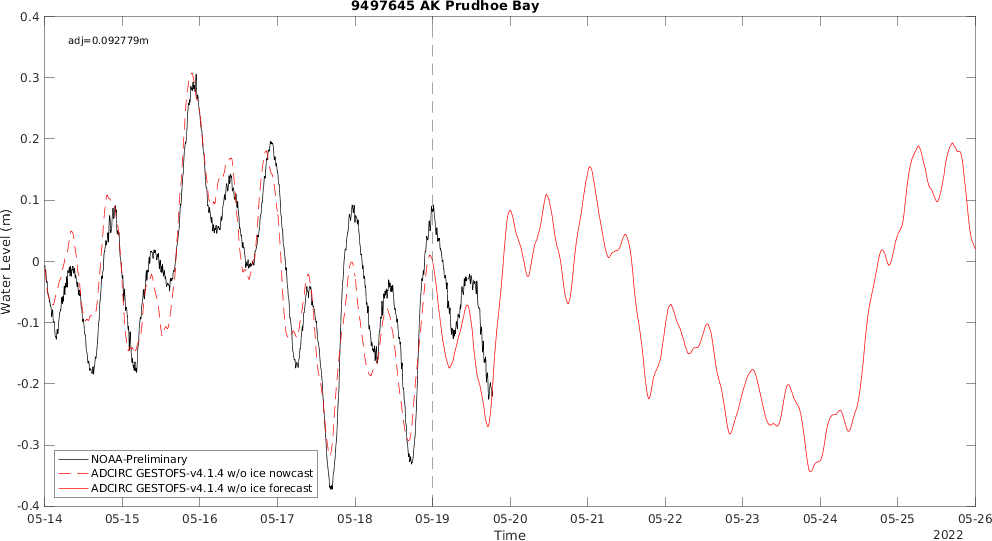 9497645 AK Prudhoe Bay
adj=0.092779m
Water Level (m)
0.4
0.3
0.2
0.1
0
-0.1
-0.2
-0.3
-0.4
NOAA-Preliminary
ADCIRC GESTOFS-v4.1.4 w/o ice nowcast
ADCIRC GESTOFS-v4.1.4 w/o ice forecast
05-14 05-15 05-16 05-17 05-18 05-19 05-20 05-21 05-22 05-23 05-24 05-25 05-26
Time
2022